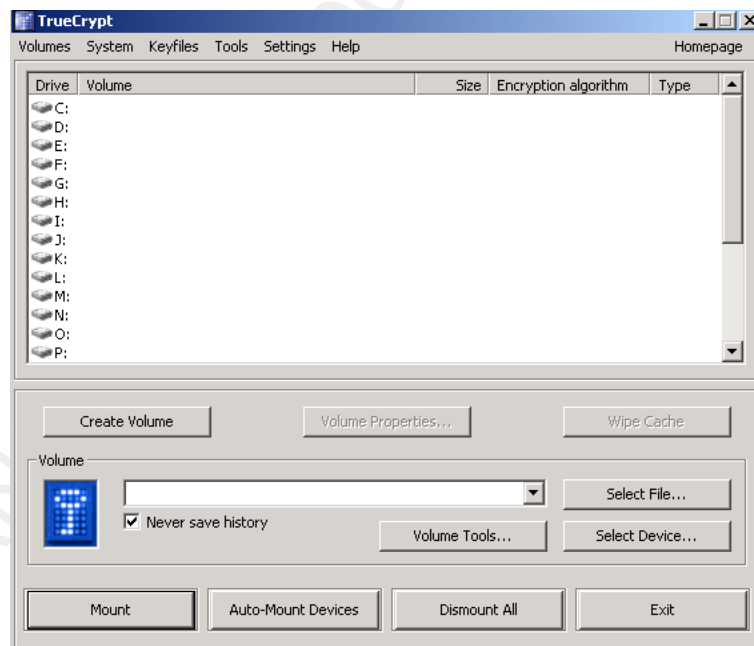 TrueCrypt
Volumes System Keyfiles Tools Settings Help Homepage
Drive Volume Size Encryption algorithm Type
C:
D:
E:
F:
G:
H:
I:
J:
K:
L:
M:
N:
O:
P:
Create Volume Volume Properties... Wipe Cache
Volume
Select File...
Never save history
Volume Tools... Select Device...
Mount Auto-Mount Devices Dismount All Exit